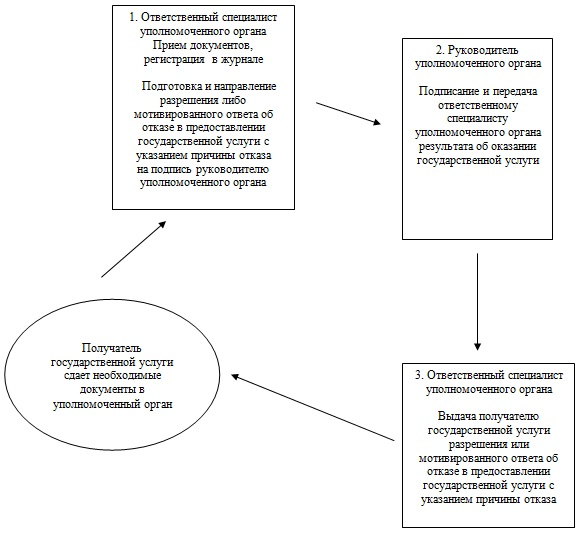 1. Ответственный специалист
уполномоченного органа
Прием документов,
регистрация в журнале
Подготовка и направление
разрешения либо
мотивированного ответа об
отказе в предоставлении
государственной услуги с
указанием причины отказа
на подпись руководителю
уполномоченного органа
2. Руководитель
уполномоченного органа
Подписание и передача
ответственному
специалисту
уполномоченного органа
результата об оказании
государственной услуги
3. Ответственный специалист
уполномоченного органа
Выдача получателю
государственной услуги
разрешения или
мотивированного ответа об
отказе в предоставлении
государственной услуги с
указанием причины отказа
Получатель
государственной услуги
сдает необходимые
документы в
уполномоченный орган